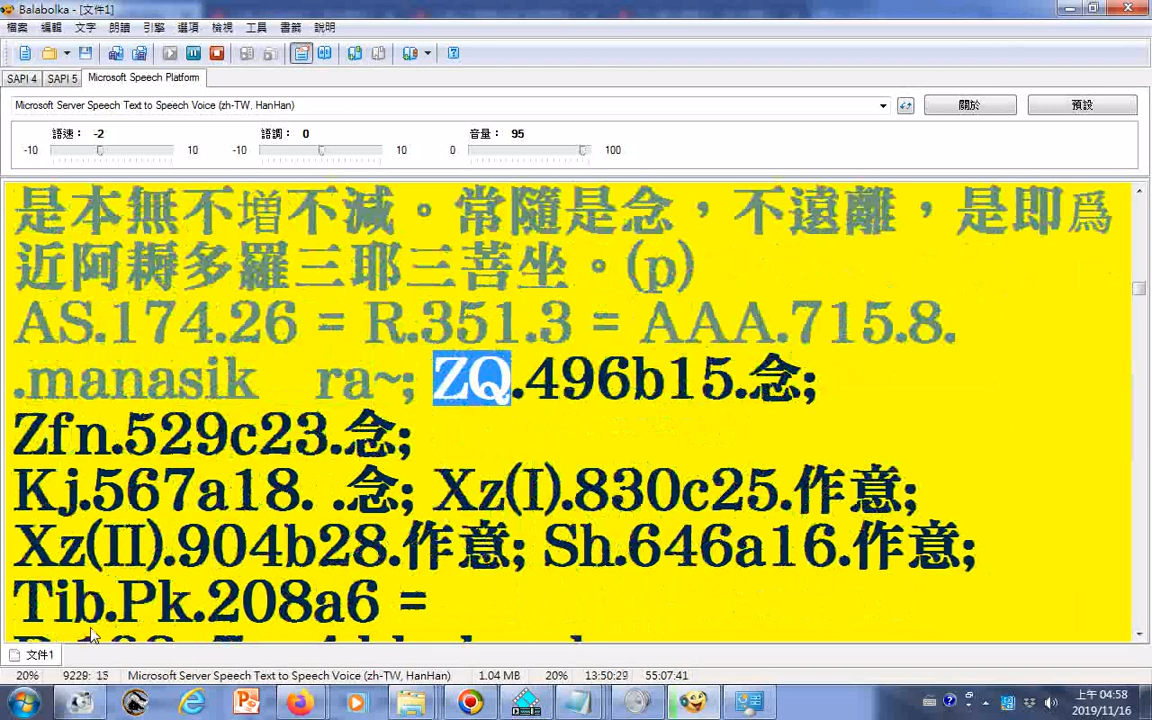 Balabolka - [文件1]
檔案 編輯 文字 朗讀 引擎 選項 檢視 工具 書籤 說明
SAPI 4 SAPI 5 Microsoft Speech Platform
Microsoft Server Speech Text to Speech Voice (zh-TW, HanHan) 關於 預設
語速： -2 語調： 0 音量： 95
-10 10 -10 10 0 100
是本無不增不減。常隨是念，不遠離，是即爲
近阿耨多羅三耶三菩坐。(p)
AS.174.26 = R.351.3 = AAA.715.8.
.manasik ra~; ZQ.496b15.念;
Zfn.529c23.念;
Kj.567a18. .念; Xz(I).830c25.作意;
Xz(II).904b28.作意; Sh.646a16.作意;
Tib.Pk.208a6 =
文件1
20% 9229: 15 Microsoft Server Speech Text to Speech Voice (zh-TW, HanHan) 1.04 MB 20% 13:50:29 55:07:41
上午 04:58
2019/11/16